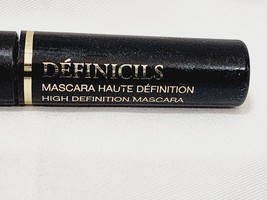 DÉFINICILS
MASCARA HAUTE DÉFINITION
HIGH DEFINITION MASCARA